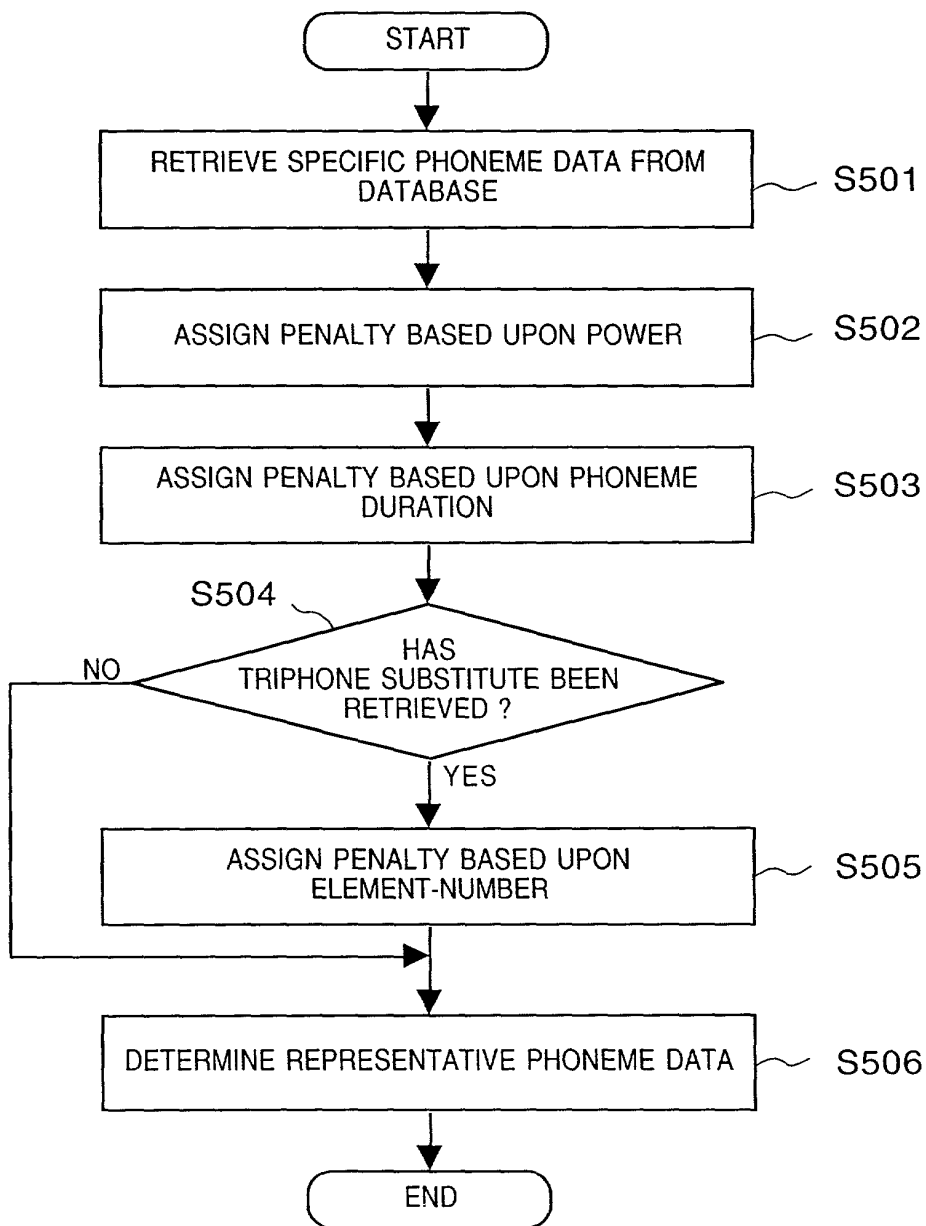 START
RETRIEVE SPECIFIC PHONEME DATA FROM
DATABASE
S501
ASSIGN PENALTY BASED UPON POWER
S502
ASSIGN PENALTY BASED UPON PHONEME
DURATION
S503
S504
HAS
TRIPHONE SUBSTITUTE BEEN
RETRIEVED ?
NO
YES
ASSIGN PENALTY BASED UPON
ELEMENT-NUMBER
S505
DETERMINE REPRESENTATIVE PHONEME DATA
S506
END